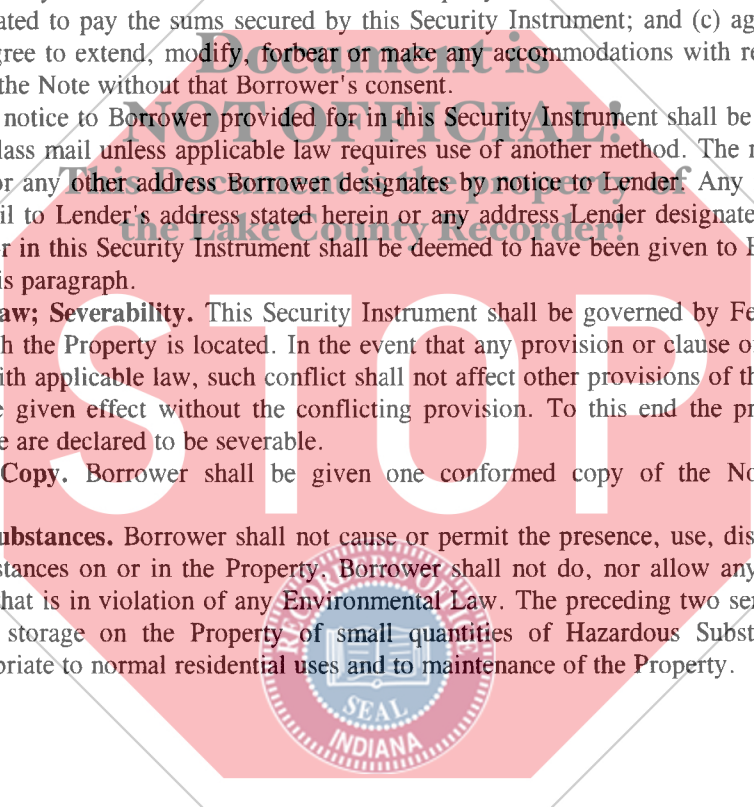 ated to pay the sums secured by this Security Instrument; and (c) ag
gree to extend, modify, forbear or make any accommodations with re
the Note without that Borrower's consent.
notice to Borrower provided for in this Security Instrument shall be
lass mail unless applicable law requires use of another method. The
or any other address Borrower designates by notice to Lender. Any
il to Lender's address stated herein or any address Lender designate
r in this Security Instrument shall be deemed to have been given to
is paragraph.
aw; Severability. This Security Instrument shall be governed by Fe
h the Property is located. In the event that any provision or clause o
ith applicable law, such conflict shall not affect other provisions of th
e given effect without the conflicting provision. To this end the pr
e are declared to be severable.
Copy. Borrower shall be given one conformed copy of the No
ubstances. Borrower shall not cause or permit the presence, use, dis
stances on or in the Property. Borrower shall not do, nor allow any
that is in violation of any Environmental Law. The preceding two se
storage on the Property of small quantities of Hazardous Subst
priate to normal residential uses and to maintenance of the Property.
Document is
NOT OFFICIAL!
This Document is the property of
the Lake County Recorder!
STOP
SEAL
INDIANA